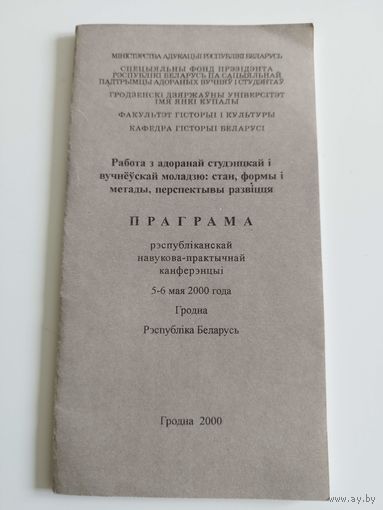 МІНІСТЭРСТВА АДУКАЦЫІ РЭСПУБЛІКІ БЕЛАРУСЬ
СПЕЦЫЯЛЬНЫ ФОНД ПРЭЗІДЭНТА
РЭСПУБЛІКІ БЕЛАРУСЬ ПА САЦЫЯЛЬНАЙ
ПАДТРЫМЦЫ АДОРАНЫХ ВУЧНЯЎ І СТУДЭНТАЎ
ГРОДЗЕНСКІ ДЗЯРЖАЎНЫ УНІВЕРСІТЭТ
ІМЯ ЯНКІ КУПАЛЫ
ФАКУЛЬТЭТ ГІСТОРЫІ І КУЛЬТУРЫ
КАФЕДРА ГІСТОРЫІ БЕЛАРУСІ
Работа з адоранай студэнцкай і
вучнёўскай моладзю: стан, формы і
метады, перспектывы развіцця
ПРАГРАМА
рэспубліканскай
навукова-практычнай
канферэнцыі
5-6 мая 2000 года
Гродна
Рэспубліка Беларусь
Гродна 2000
ay.by